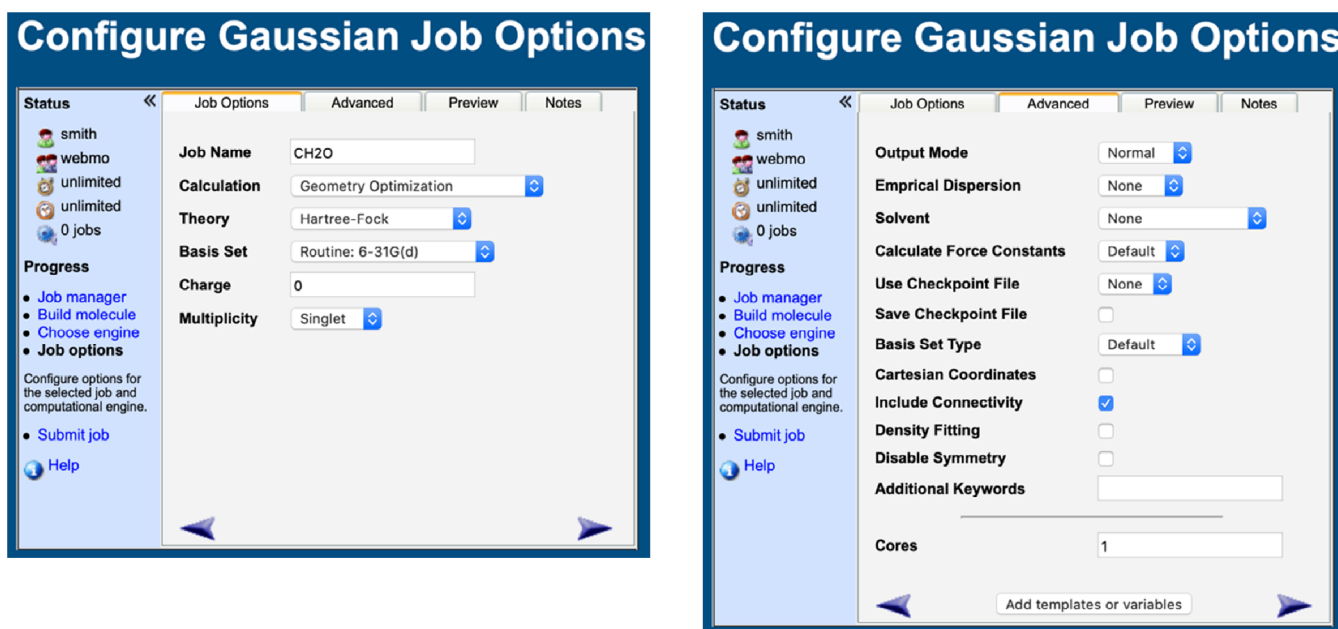 Configure Gaussian Job Options
Status «
smith
webmo
unlimited
unlimited
0 jobs
Progress
• Job manager
• Build molecule
• Choose engine
• Job options
Configure options for
the selected job and
computational engine.
• Submit job
Help
Job Options Advanced Preview Notes
Job Name CH2O
Calculation Geometry Optimization
Theory Hartree-Fock
Basis Set Routine: 6-31G(d)
Charge 0
Multiplicity Singlet
Configure Gaussian Job Options
Status «
smith
webmo
unlimited
unlimited
0 jobs
Progress
• Job manager
• Build molecule
• Choose engine
• Job options
Configure options for
the selected job and
computational engine.
• Submit job
Help
Job Options Advanced Preview Notes
Output Mode Normal
Emprical Dispersion None
Solvent None
Calculate Force Constants Default
Use Checkpoint File None
Save Checkpoint File
Basis Set Type Default
Cartesian Coordinates
Include Connectivity
Density Fitting
Disable Symmetry
Additional Keywords
Cores 1
Add templates or variables